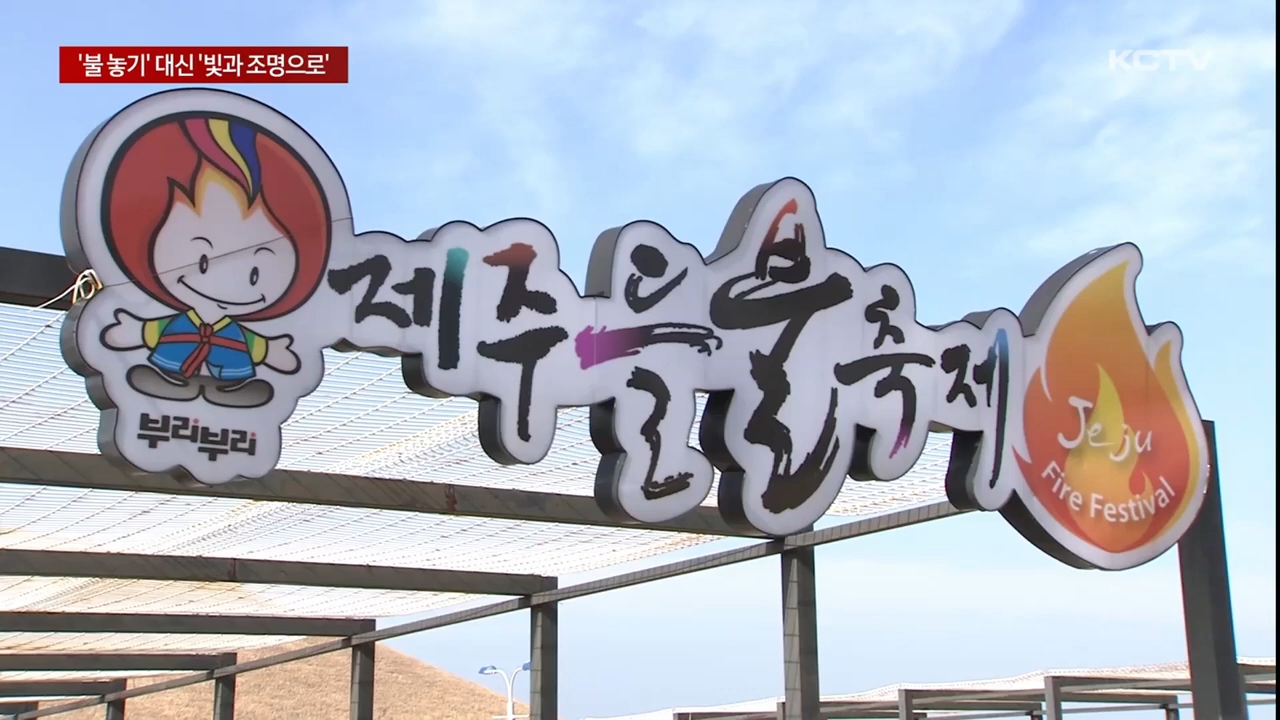 '불 놓기' 대신 '빛과 조명으로'
KCTV
제주들불축제
부리부리
Jeju
Fire Festival